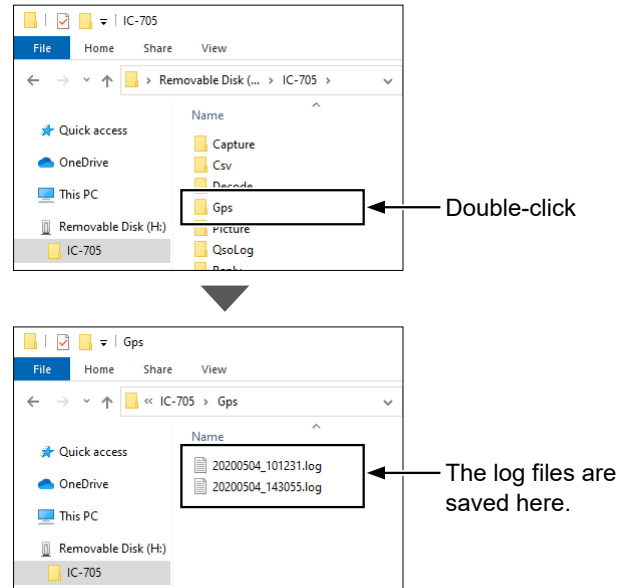 IC-705
File Home Share View
Removable Disk (... > IC-705 >
Name
Quick access
OneDrive
This PC
Removable Disk (H:)
IC-705
Capture
Csv
Decode
Gps
Picture
QsoLog
Double-click
Gps
File Home Share View
« IC-705 > Gps
Name
Quick access
OneDrive
This PC
Removable Disk (H:)
IC-705
20200504_101231.log
20200504_143055.log
The log files are
saved here.